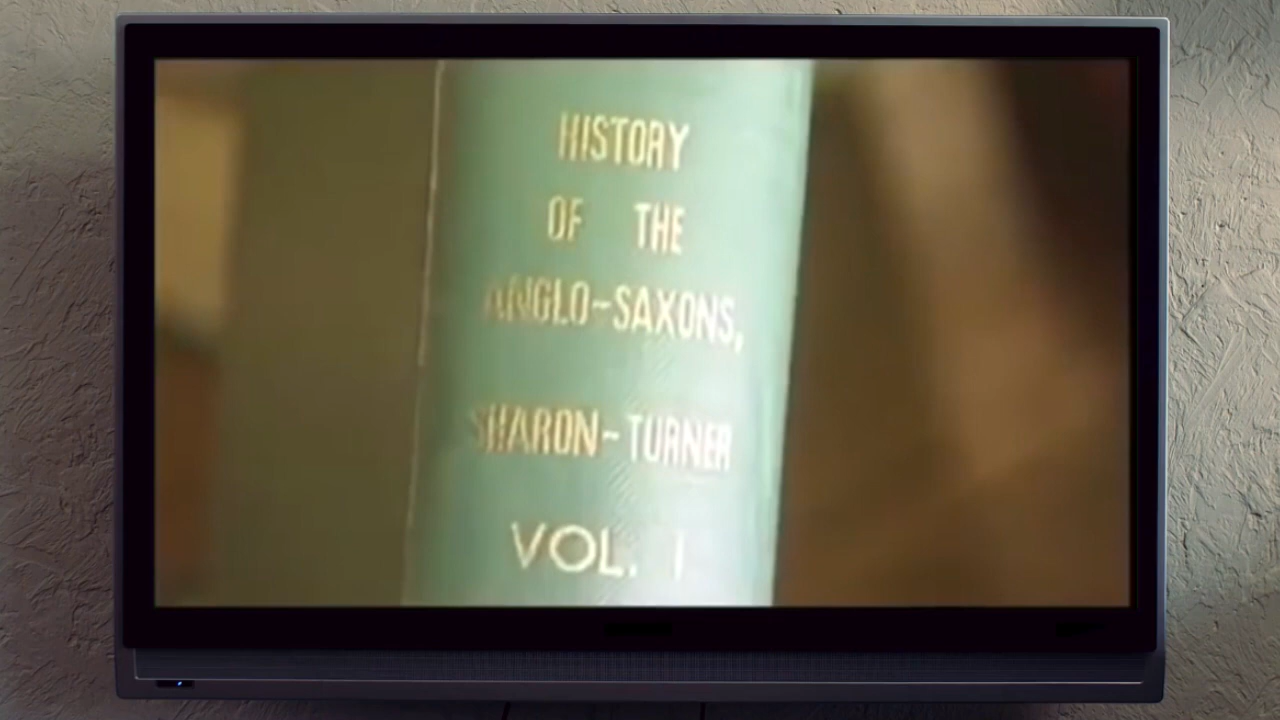 HISTORY
OF THE
ANGLO-SAXONS,
SHARON-TURNER
VOL. I